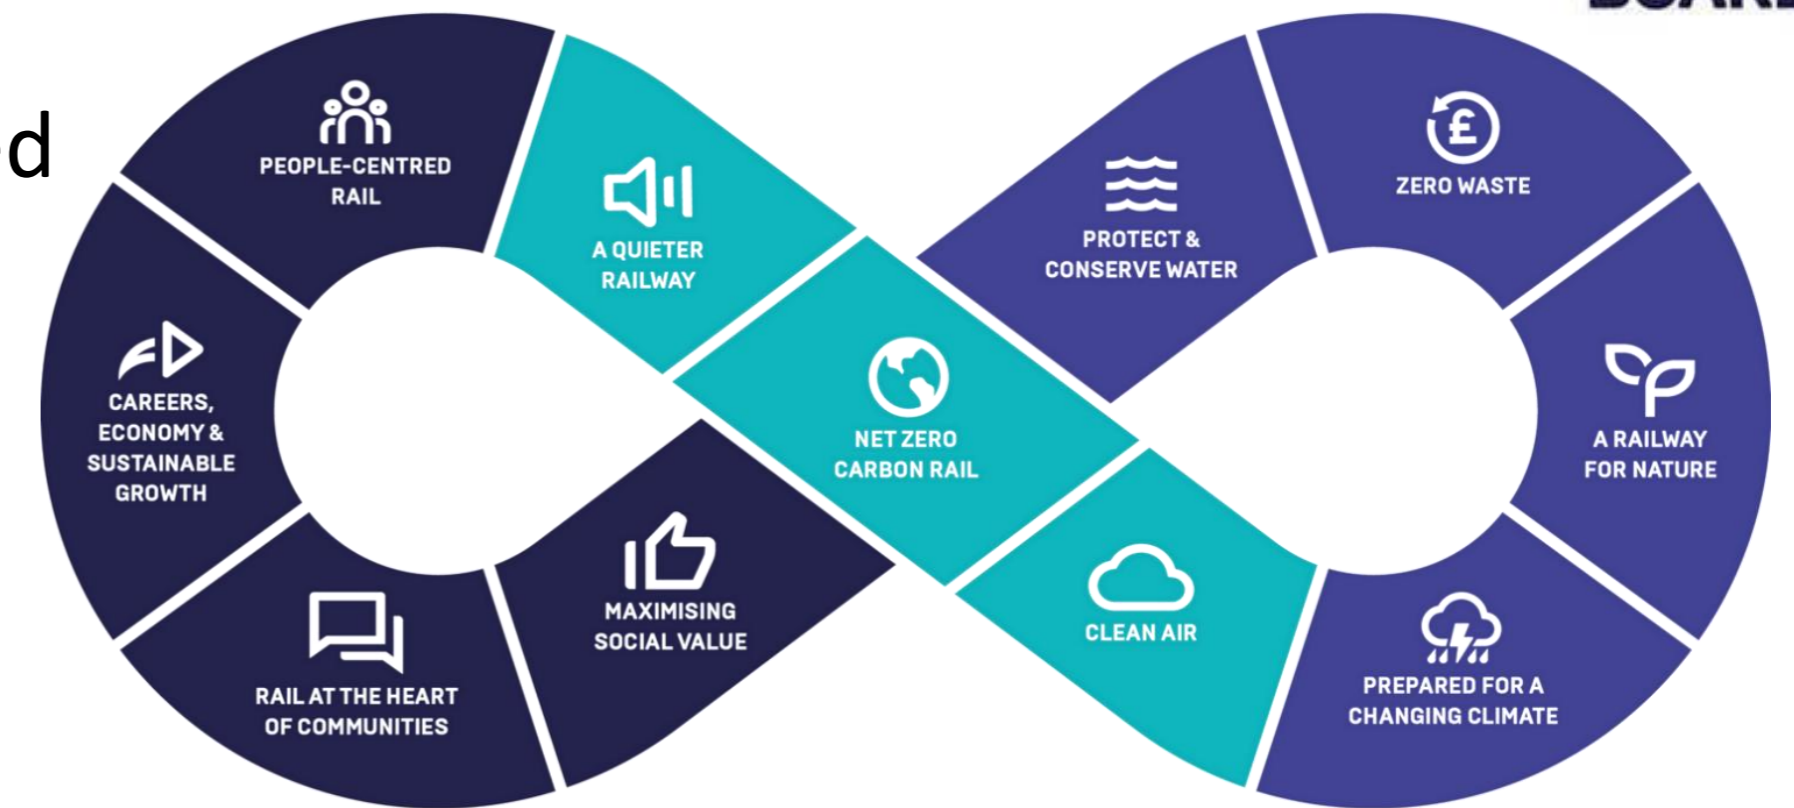 PEOPLE-CENTRED
RAIL
A QUIETER
RAILWAY
PROTECT &
CONSERVE WATER
£
ZERO WASTE
CAREERS,
ECONOMY &
SUSTAINABLE
GROWTH
NET ZERO
CARBON RAIL
A RAILWAY
FOR NATURE
MAXIMISING
SOCIAL VALUE
CLEAN AIR
RAIL AT THE HEART
OF COMMUNITIES
PREPARED FOR A
CHANGING CLIMATE